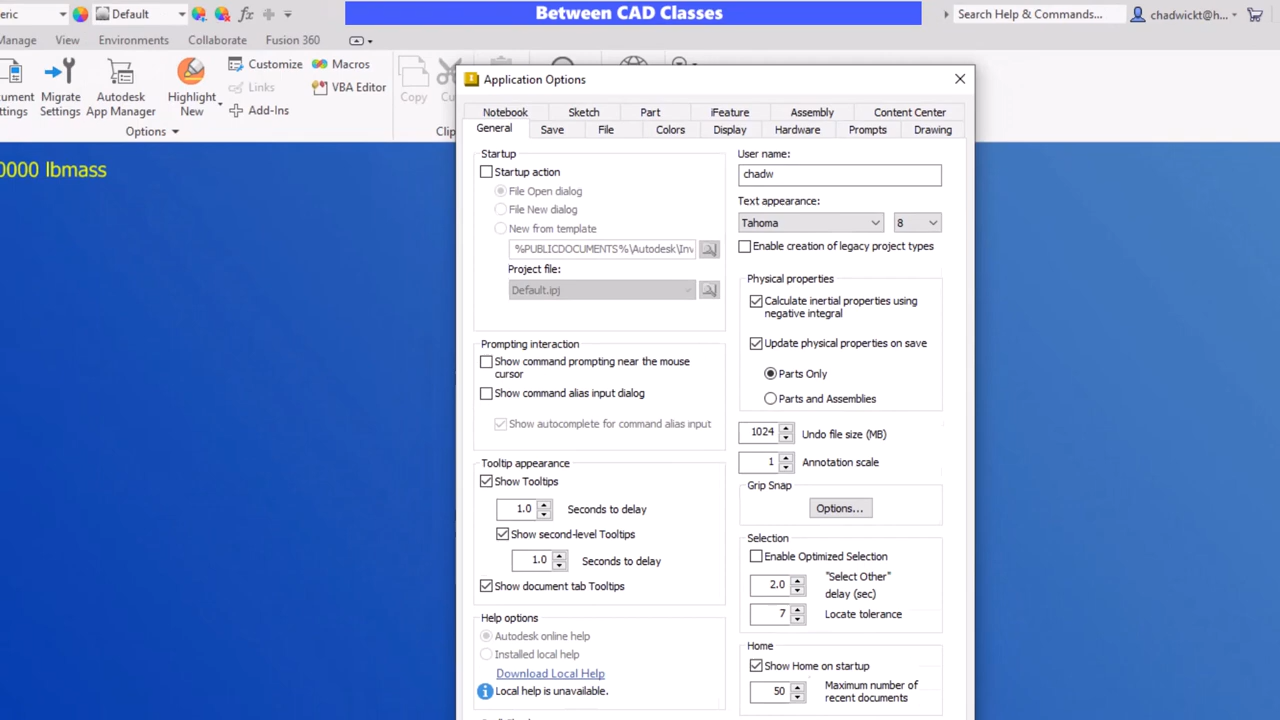 Between CAD Classes
eric
Default
Search Help & Commands...
chadwickt@h...
Manage
View
Environments
Collaborate
Fusion 360
Migrate
Settings
Autodesk
App Manager
Highlight
New
Customize
Links
Add-Ins
Macros
VBA Editor
Copy
Options
0000 lbmass
Application Options
Notebook
Sketch
Part
iFeature
Assembly
Content Center
General
Save
File
Colors
Display
Hardware
Prompts
Drawing
Startup
Startup action
File Open dialog
File New dialog
New from template
%PUBLICDOCUMENTS%\Autodesk\Inv
Project file:
Default.ipj
Prompting interaction
Show command prompting near the mouse
cursor
Show command alias input dialog
Show autocomplete for command alias input
Tooltip appearance
Show Tooltips
1.0 Seconds to delay
Show second-level Tooltips
1.0 Seconds to delay
Show document tab Tooltips
Help options
Autodesk online help
Installed local help
Download Local Help
Local help is unavailable.
User name:
chadw
Text appearance:
Tahoma 8
Enable creation of legacy project types
Physical properties
Calculate inertial properties using
negative integral
Update physical properties on save
Parts Only
Parts and Assemblies
1024 Undo file size (MB)
1 Annotation scale
Grip Snap
Options...
Selection
Enable Optimized Selection
2.0 "Select Other"
delay (sec)
7 Locate tolerance
Home
Show Home on startup
50 Maximum number of
recent documents